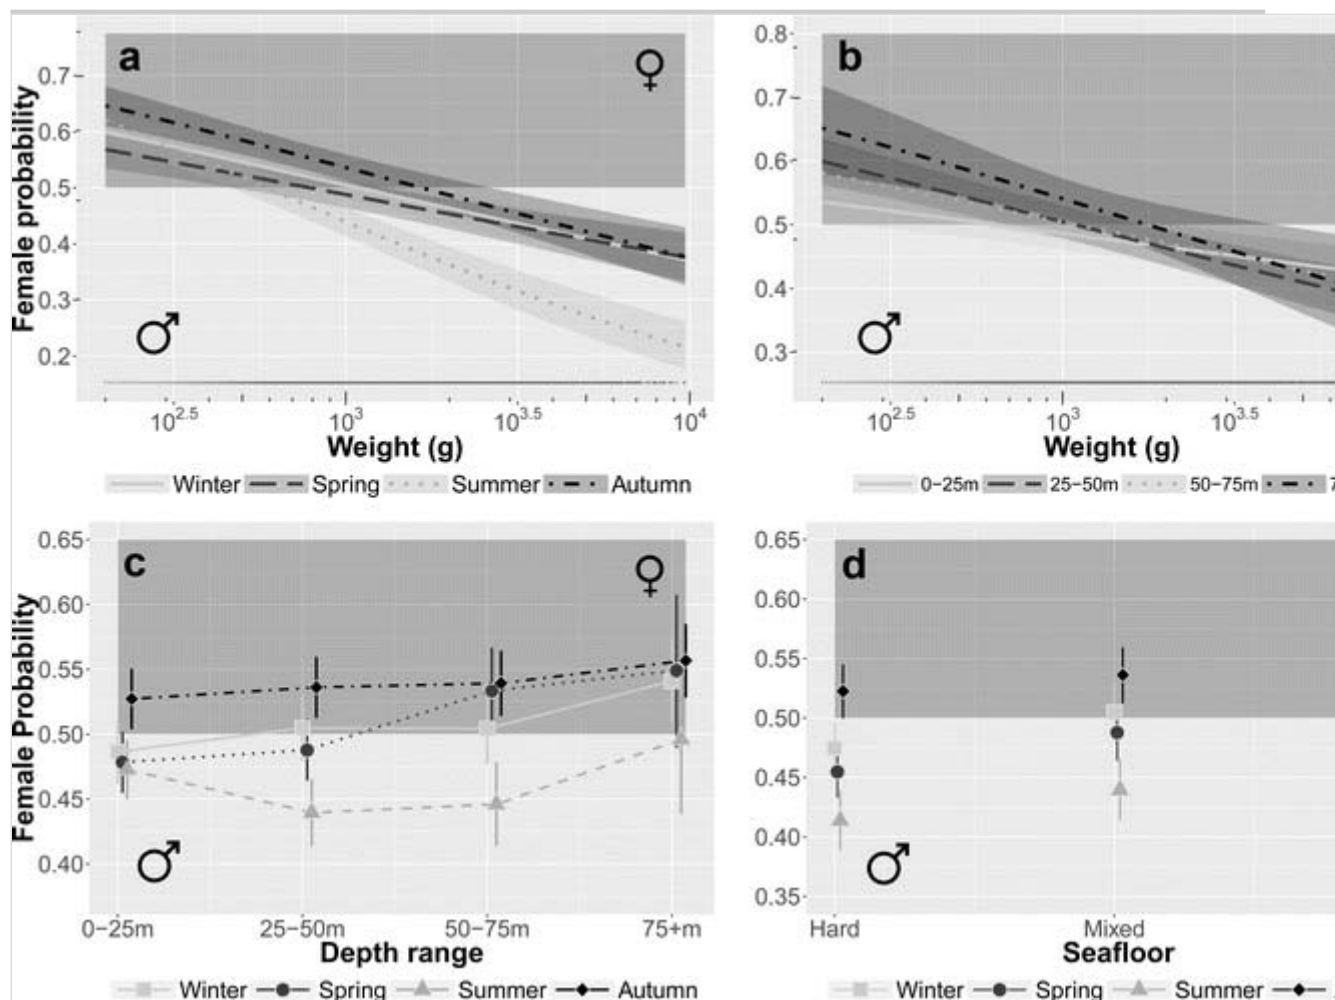 a
♀
Female probability
0.7
0.6
0.5
0.4
0.3
0.2
♂
10^2.5 10^3 10^3.5 10^4
Weight (g)
Winter Spring Summer Autumn
b
0.8
0.7
0.6
0.5
0.4
0.3
♂
10^2.5 10^3 10^3.5
Weight (g)
0−25m 25−50m 50−75m 7
c
♀
Female Probability
0.65
0.60
0.55
0.50
0.45
0.40
♂
0−25m 25−50m 50−75m 75+m
Depth range
Winter Spring Summer Autumn
d
0.65
0.60
0.55
0.50
0.45
0.40
0.35
♂
Hard Mixed
Seafloor
Winter Spring Summer